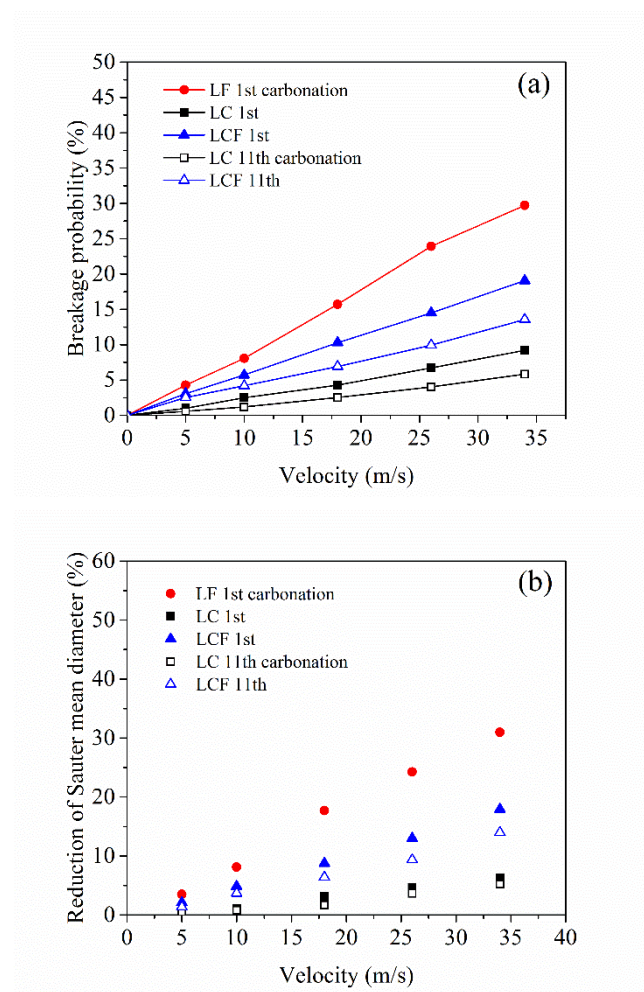 (a)
50
45
40
35
30
25
20
15
10
5
0
Breakage probability (%)
LF 1st carbonation
LC 1st
LCF 1st
LC 11th carbonation
LCF 11th
0 5 10 15 20 25 30 35
Velocity (m/s)
(b)
60
50
40
30
20
10
0
Reduction of Sauter mean diameter (%)
LF 1st carbonation
LC 1st
LCF 1st
LC 11th carbonation
LCF 11th
0 5 10 15 20 25 30 35 40
Velocity (m/s)